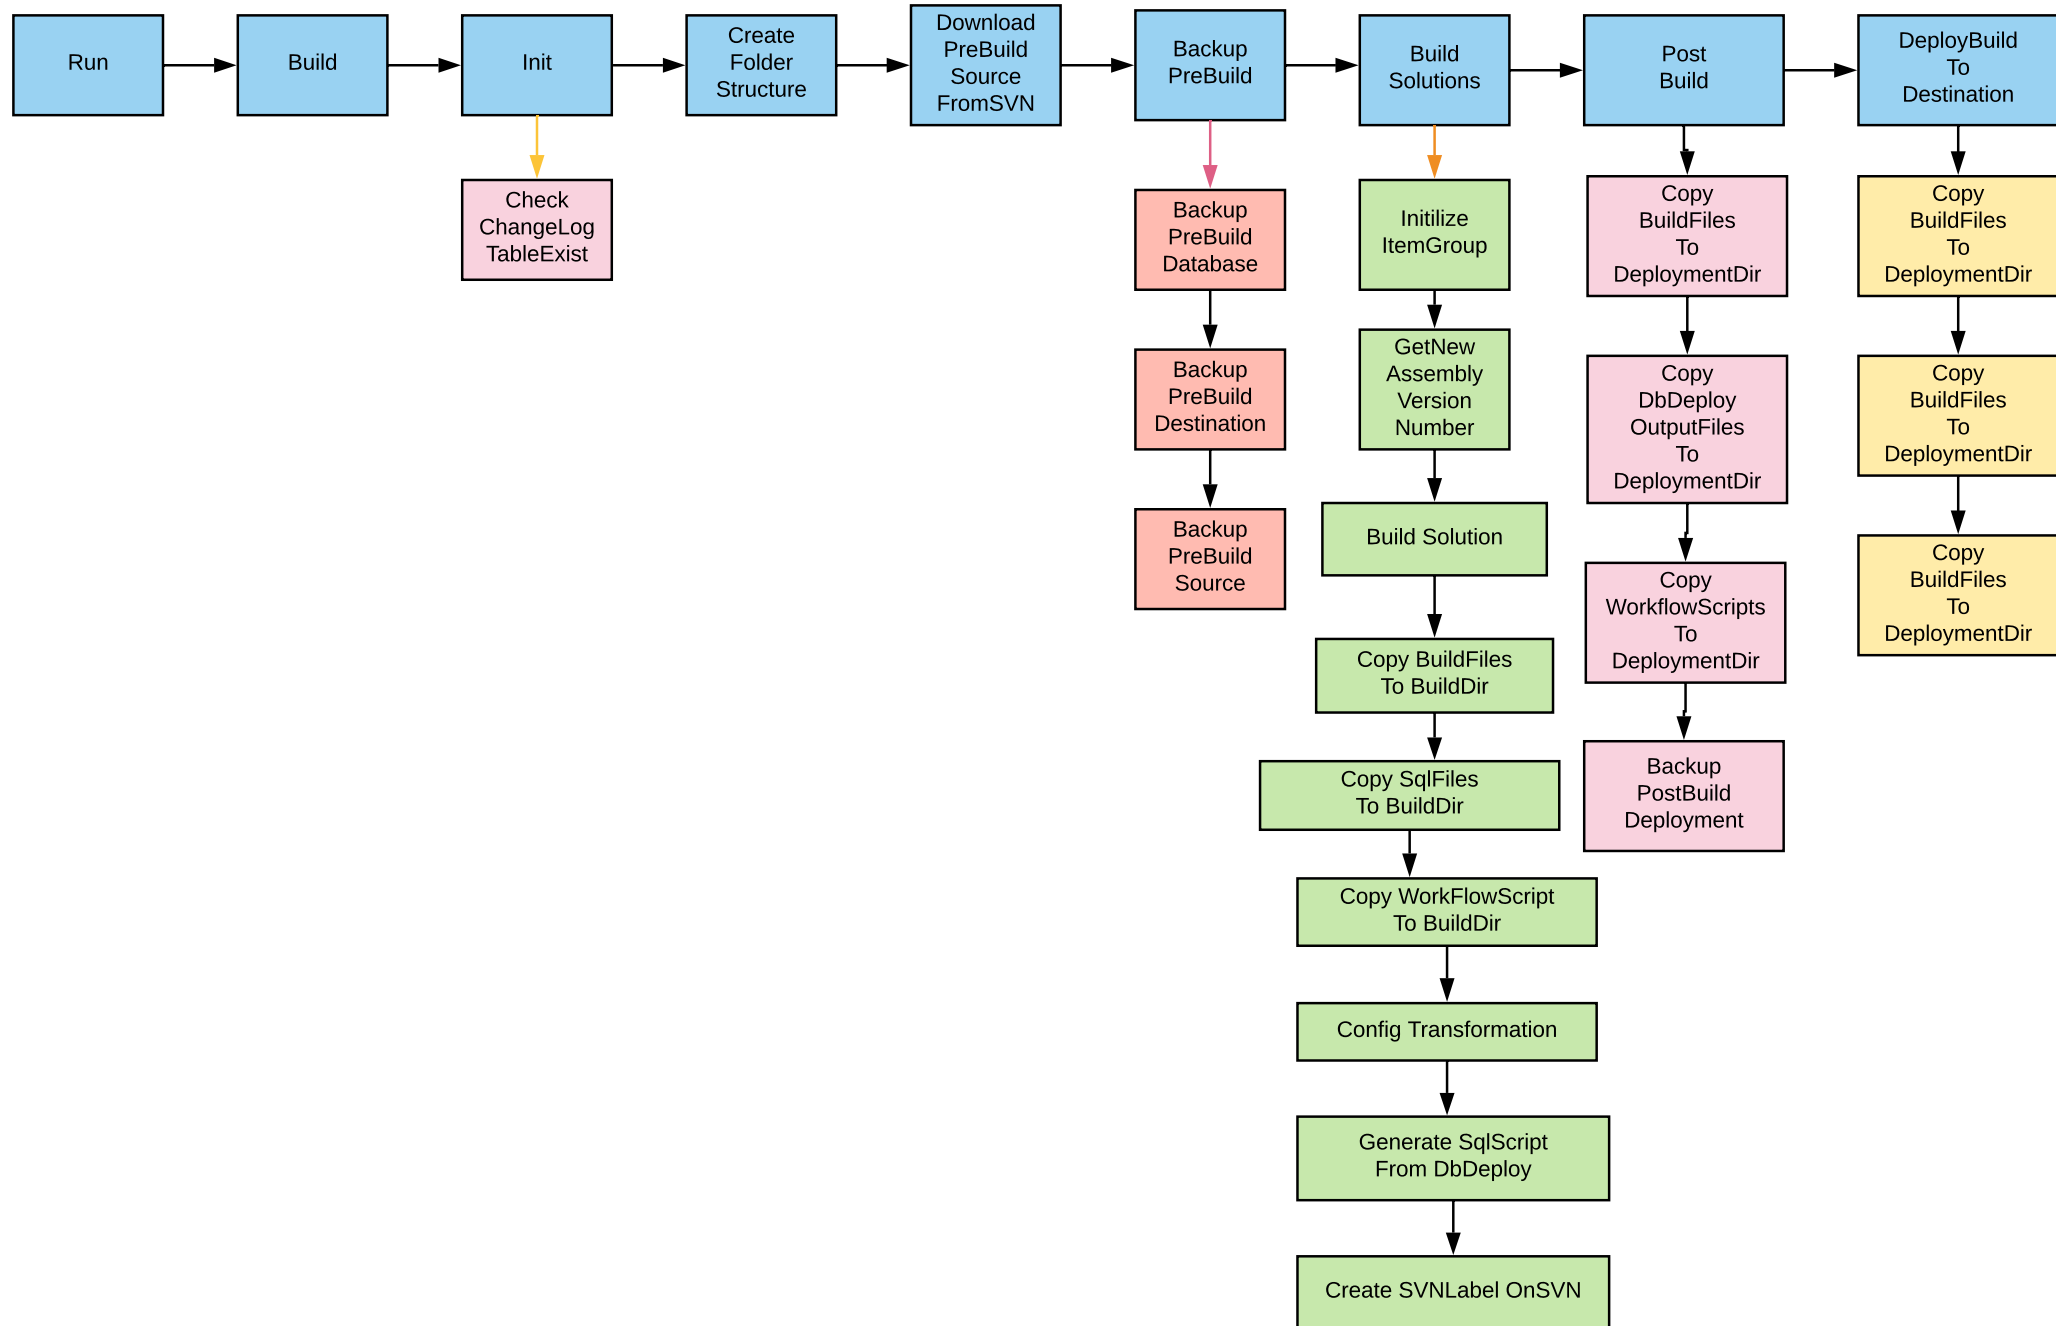 Run
Build
Init
Create
Folder
Structure
Download
PreBuild
Source
FromSVN
Backup
PreBuild
Build
Solutions
Post
Build
DeployBuild
To
Destination
Check
ChangeLog
TableExist
Backup
PreBuild
Database
Backup
PreBuild
Destination
Backup
PreBuild
Source
Initilize
ItemGroup
GetNew
Assembly
Version
Number
Build Solution
Copy BuildFiles
To BuildDir
Copy SqlFiles
To BuildDir
Copy WorkFlowScript
To BuildDir
Config Transformation
Generate SqlScript
From DbDeploy
Create SVNLabel OnSVN
Copy
BuildFiles
To
DeploymentDir
Copy
DbDeploy
OutputFiles
To
DeploymentDir
Copy
WorkflowScripts
To
DeploymentDir
Backup
PostBuild
Deployment
Copy
BuildFiles
To
DeploymentDir
Copy
BuildFiles
To
DeploymentDir
Copy
BuildFiles
To
DeploymentDir